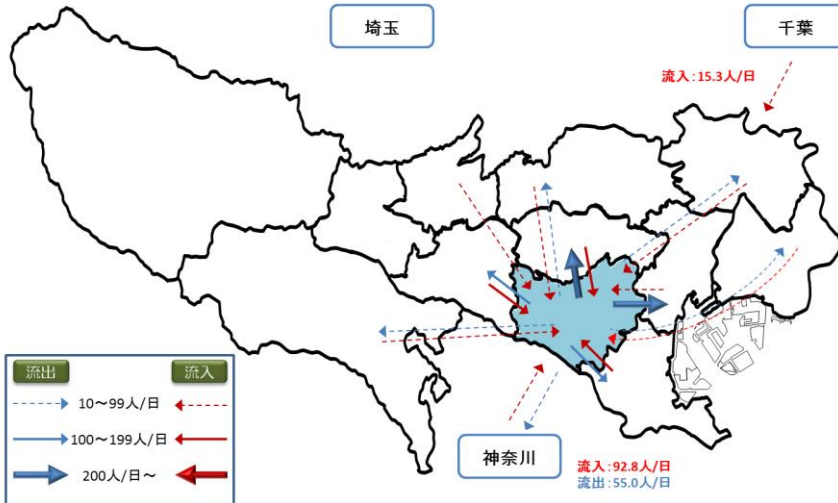 埼玉
千葉
流入:15.3人/日
流出
流入
10～99人/日
100～199人/日
200人/日～
神奈川
流入:92.8人/日
流出:55.0人/日